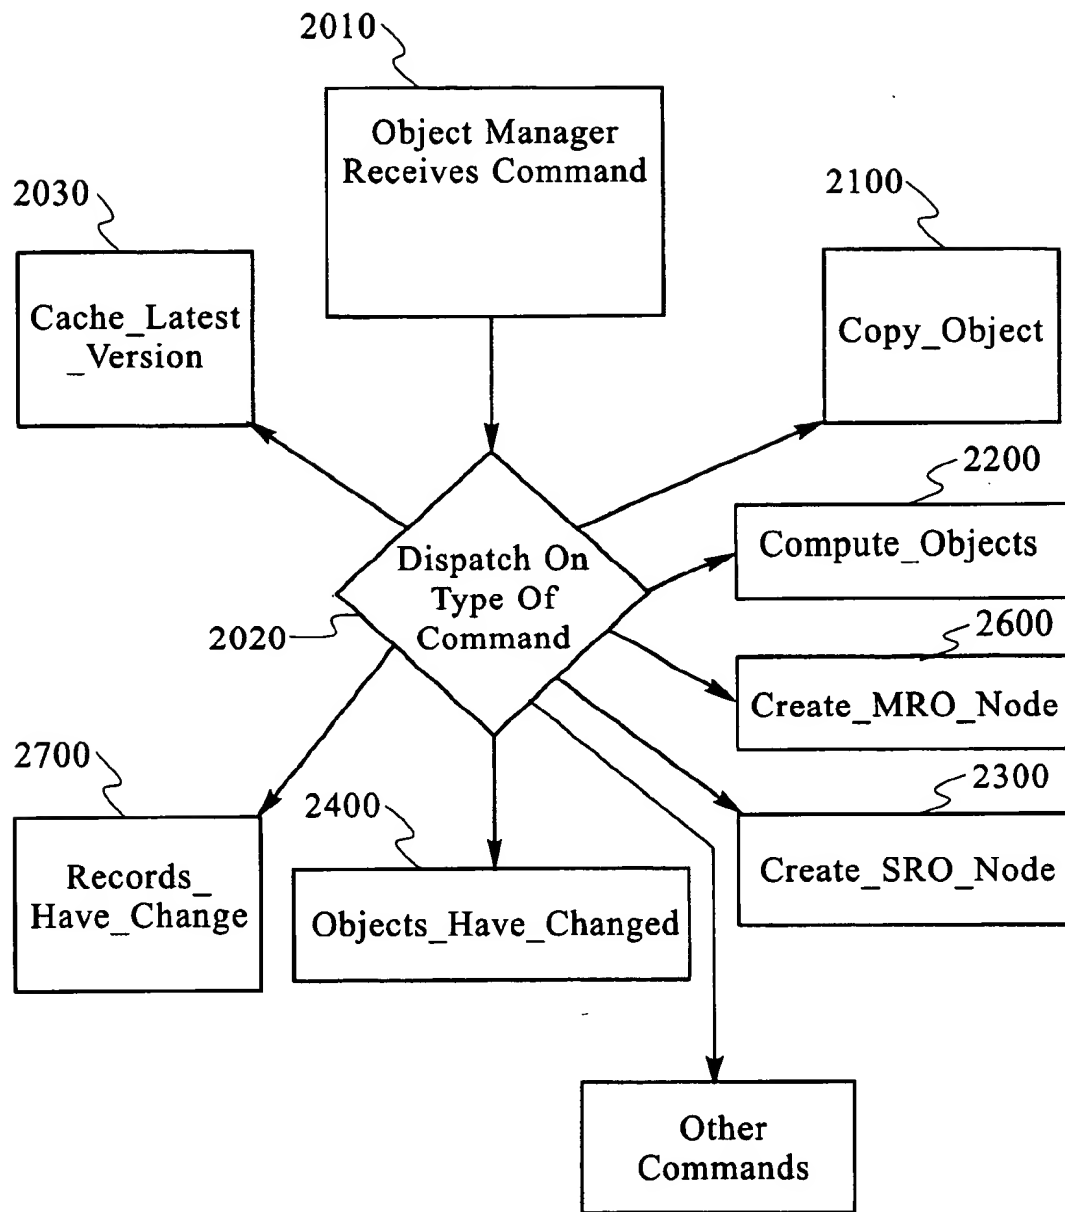 2010
Object Manager
Receives Command
2030
Cache_Latest
_Version
2100
Copy_Object
2200
Compute_Objects
Dispatch On
Type Of
Command
2020
2600
Create_MRO_Node
2700
Records_
Have_Change
2400
Objects_Have_Changed
2300
Create_SRO_Node
Other
Commands